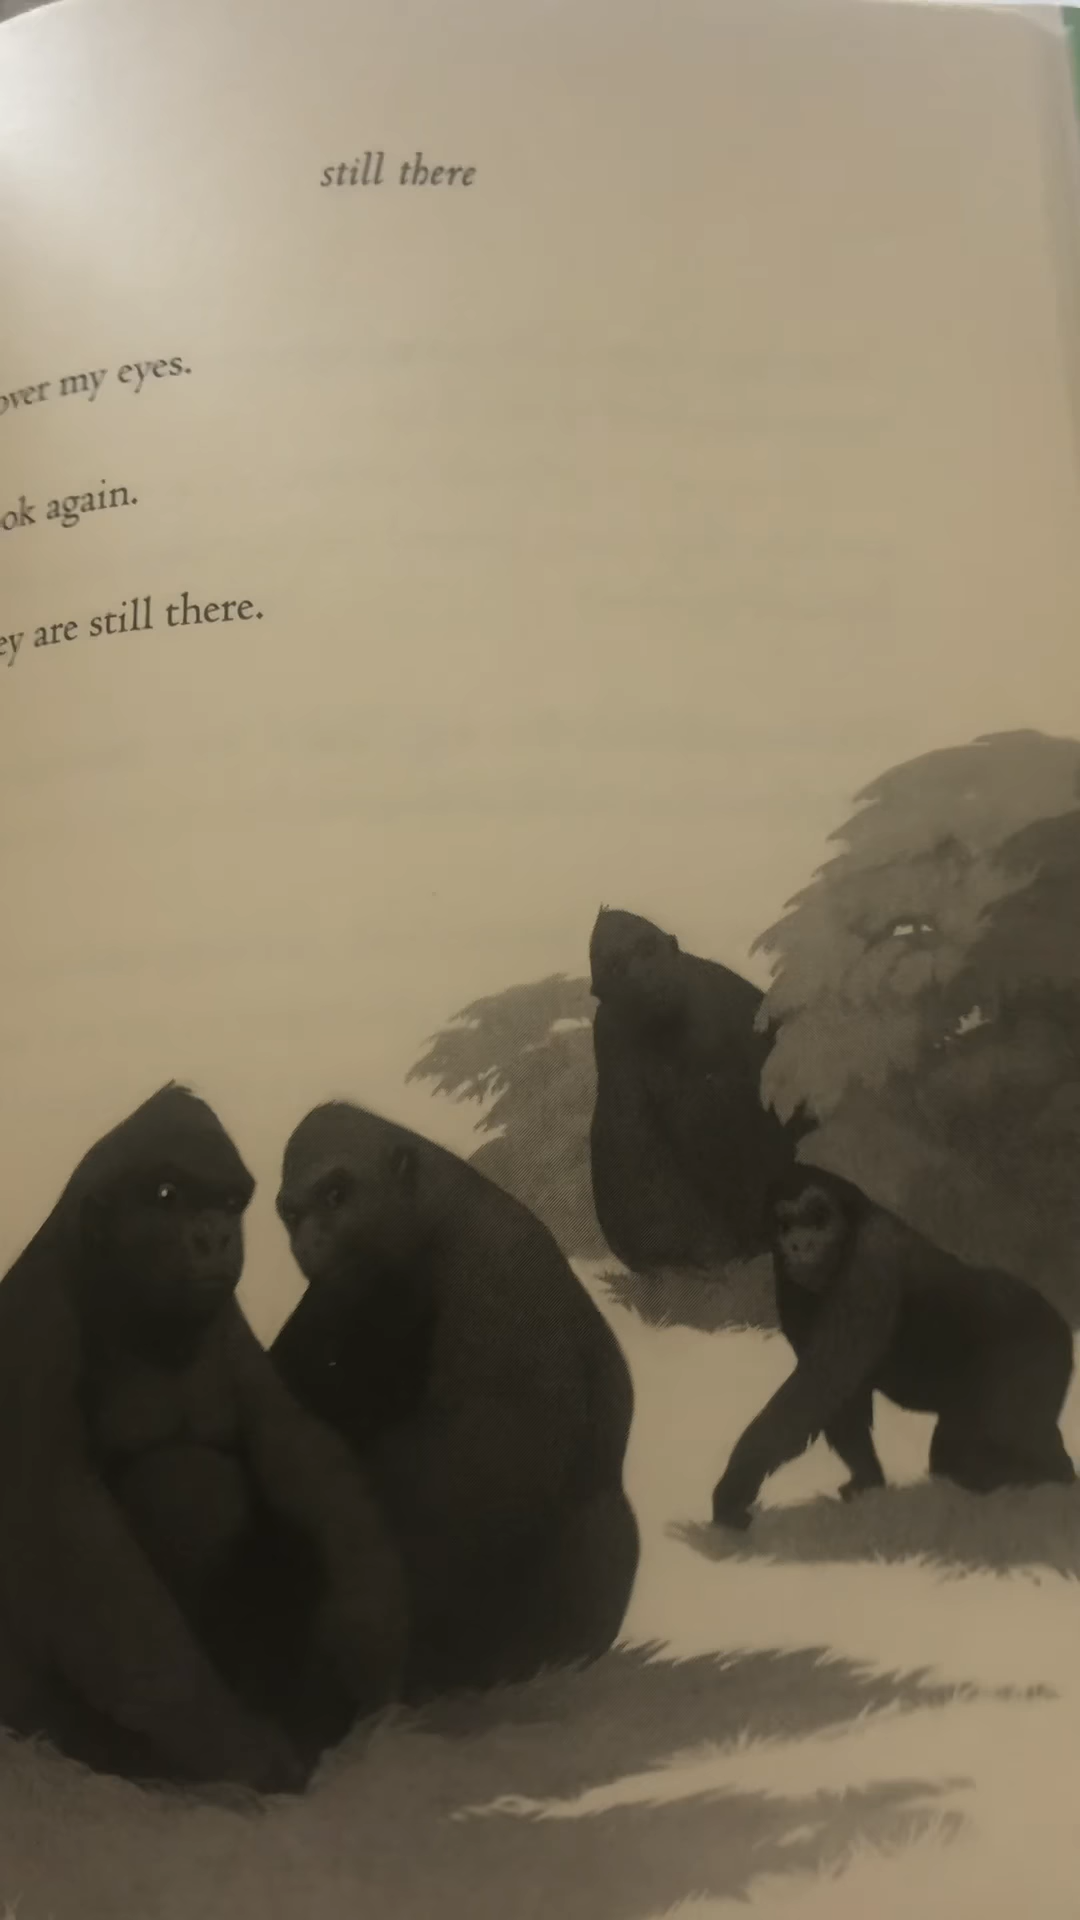 still there
over my eyes.
ok again.
ey are still there.